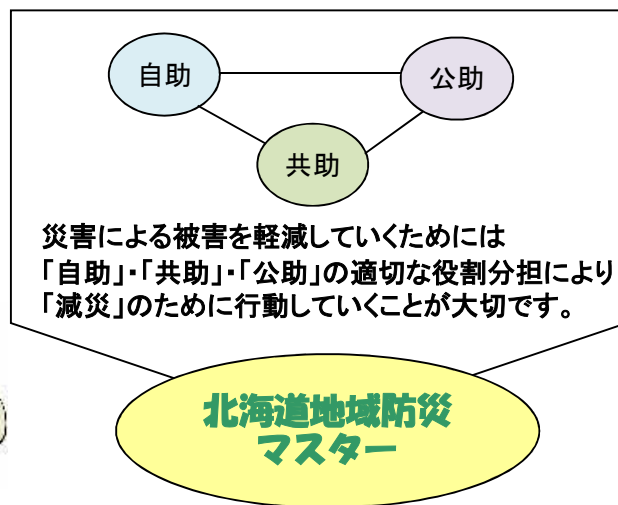 自助
公助
共助
災害による被害を軽減していくためには
「自助」・「共助」・「公助」の適切な役割分担により
「減災」のために行動していくことが大切です。
北海道地域防災
マスター